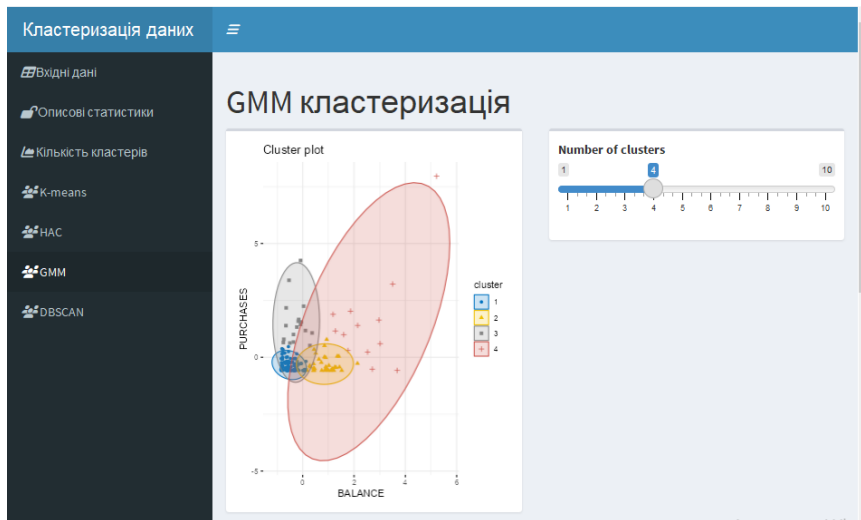 Кластеризація даних
Вхідні дані
Описові статистики
Кількість кластерів
K-means
HAC
GMM
DBSCAN
GMM кластеризація
Cluster plot
PURCHASES
5
0
-5
0 2 4 6
BALANCE
cluster
1
2
3
4
Number of clusters
1 4 10
1 2 3 4 5 6 7 8 9 10